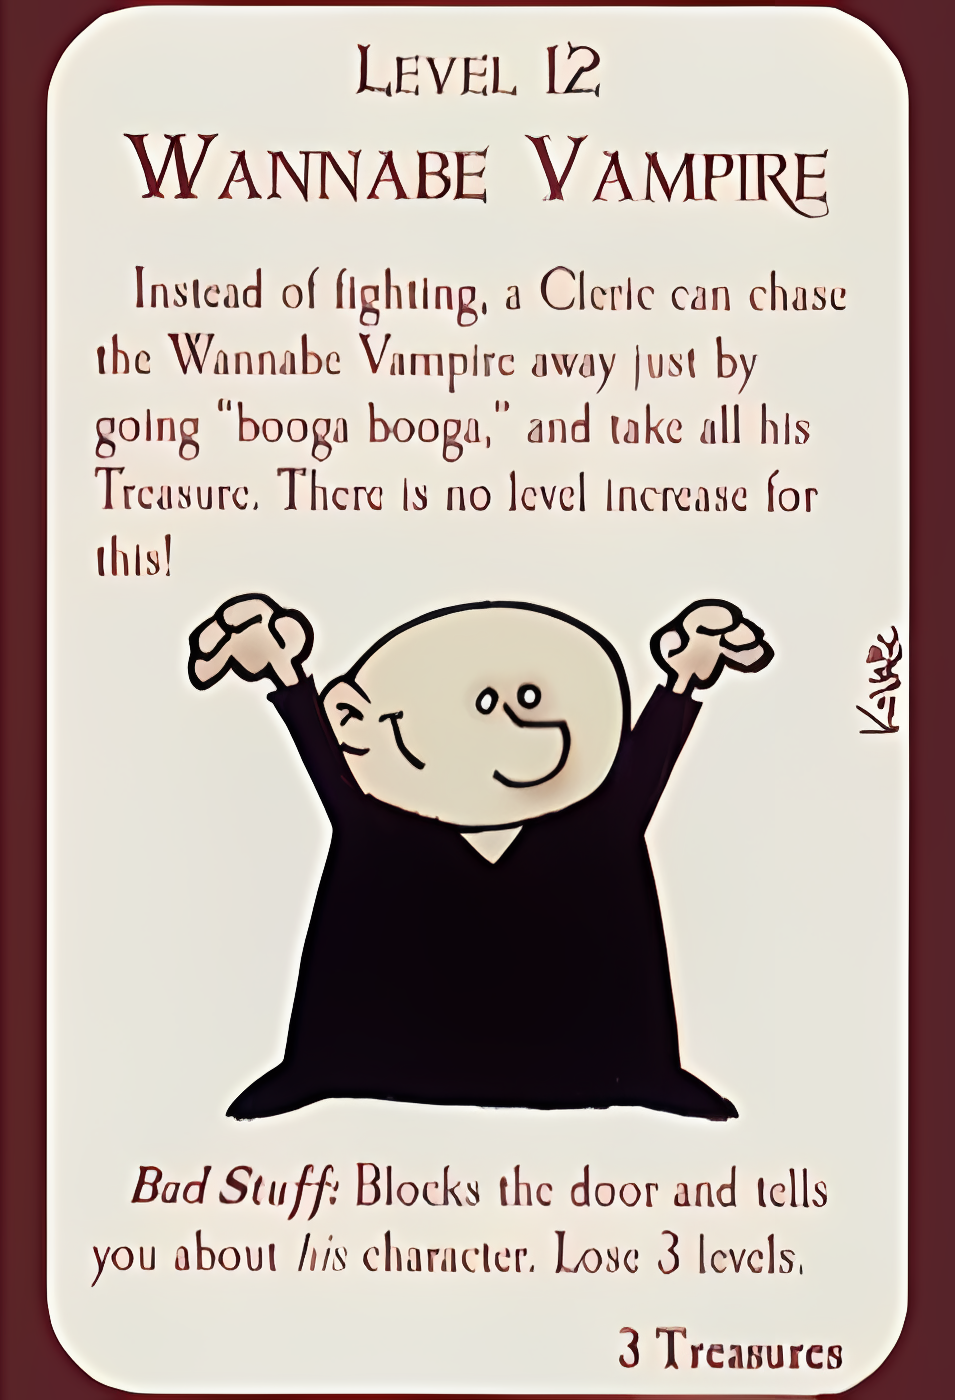 LEVEL 12
WANNABE VAMPIRE
Instead of fighting, a Cleric can chase
the Wannabe Vampire away just by
going "booga booga," and take all his
Treasure. There is no level increase for
this!
Bad Stuff: Blocks the door and tells
you about his character. Lose 3 levels.
3 Treasures